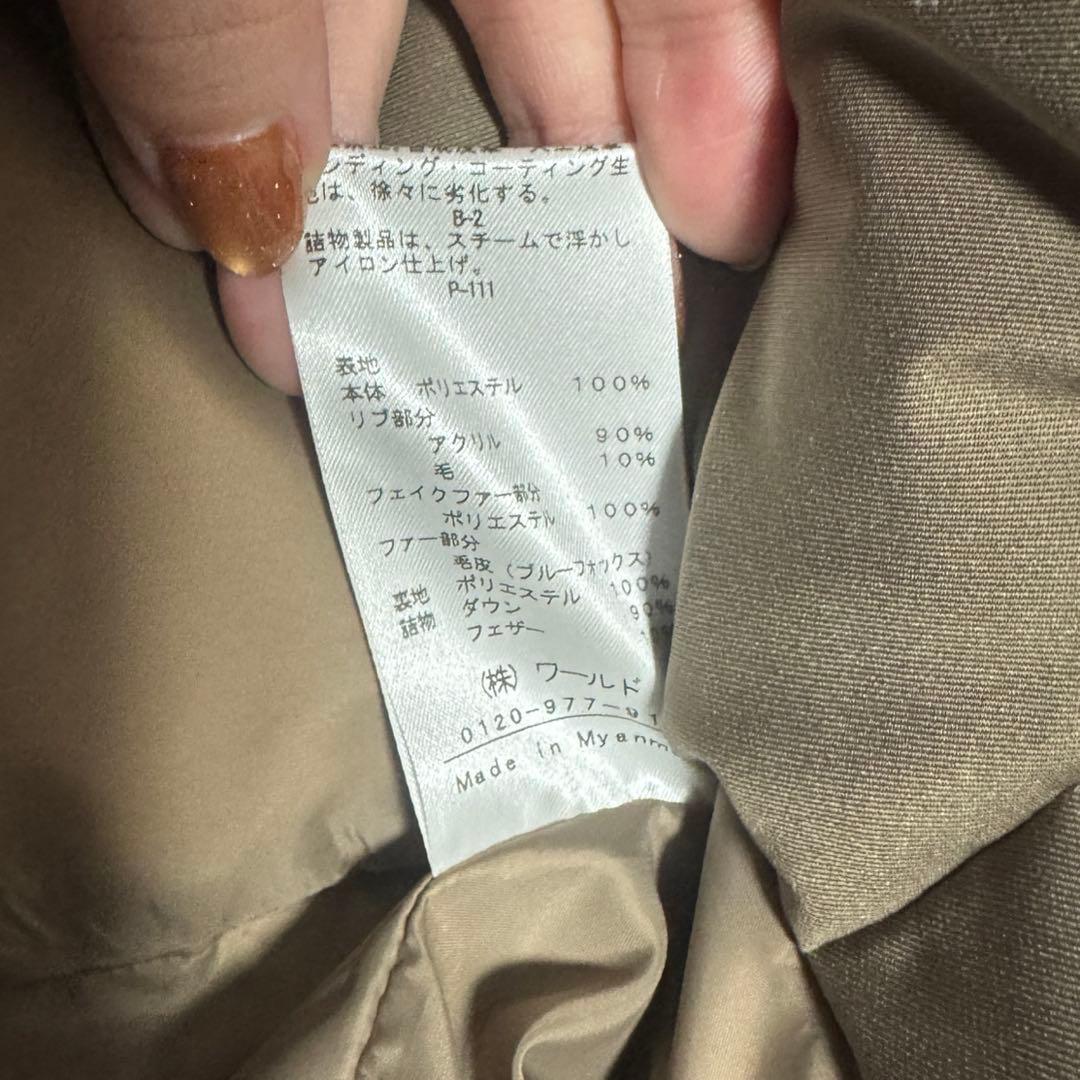 ンディング・コーティング生
は、徐々に劣化する。
B-2
詰物製品は、スチームで浮かし
アイロン仕上げ。
P-111
表地
本体 ポリエステル 100%
リブ部分
アクリル 90%
毛 10%
フェイクファー部分
ポリエステル 100%
ファー部分
毛皮(ブルーフォックス)
裏地 ポリエステル 100%
詰物 ダウン 90%
フェザー
(株) ワールド
0120-977-
Made in